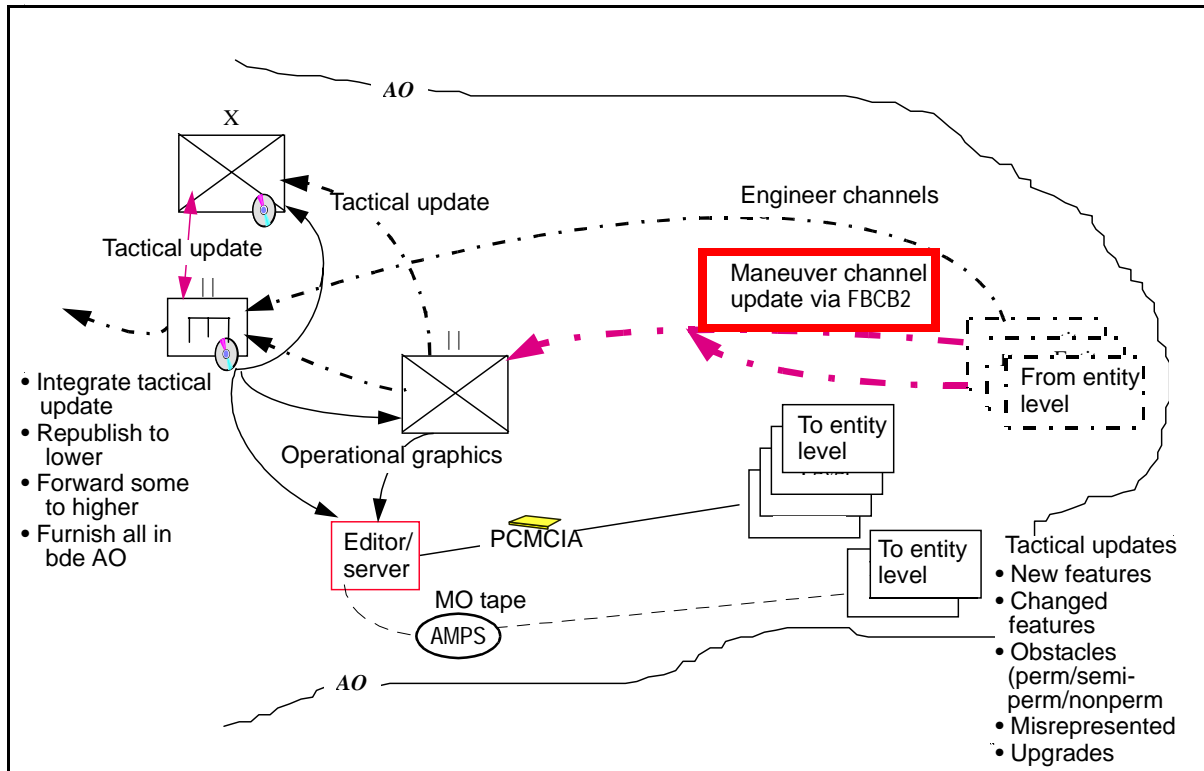 AO
X
Tactical update
Engineer channels
Tactical update
Maneuver channel
update via FBCB2
| |
| |
From entity
level
• Integrate tactical
update
• Republish to
lower
• Forward some
to higher
• Furnish all in
bde AO
Operational graphics
To entity
level
Editor/
server
PCMCIA
To entity
level
MO tape
AMPS
Tactical updates
• New features
• Changed
features
• Obstacles
(perm/semi-
perm/nonperm
• Misrepresented
• Upgrades
AO